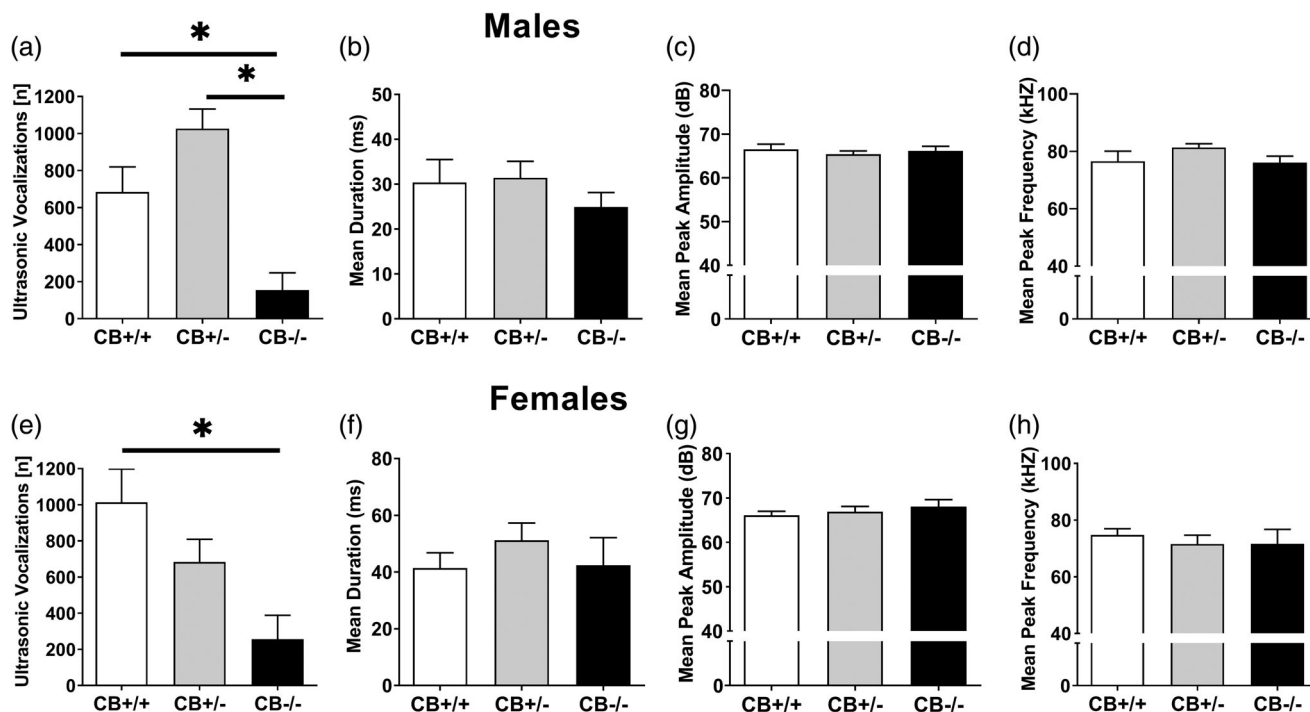 Males
(a)
*
*
Ultrasonic Vocalizations [n]
1200
1000
800
600
400
200
0
CB+/+ CB+/- CB-/-
(b)
Mean Duration (ms)
50
40
30
20
10
0
CB+/+ CB+/- CB-/-
(c)
Mean Peak Amplitude (dB)
80
70
60
50
40
0
CB+/+ CB+/- CB-/-
(d)
Mean Peak Frequency (kHZ)
100
80
60
40
0
CB+/+ CB+/- CB-/-
Females
(e)
*
Ultrasonic Vocalizations [n]
1200
1000
800
600
400
200
0
CB+/+ CB+/- CB-/-
(f)
Mean Duration (ms)
80
60
40
20
0
CB+/+ CB+/- CB-/-
(g)
Mean Peak Amplitude (dB)
80
70
60
50
40
0
CB+/+ CB+/- CB-/-
(h)
Mean Peak Frequency (kHZ)
100
80
60
40
0
CB+/+ CB+/- CB-/-